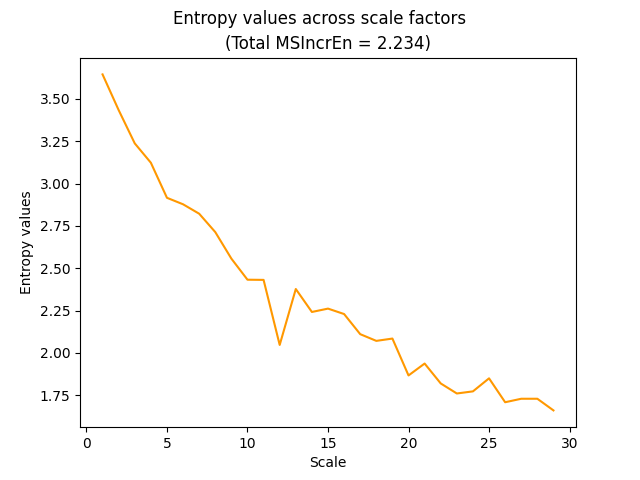 Entropy values across scale factors
(Total MSIncrEn = 2.234)
3.50
3.25
3.00
2.75
2.50
2.25
2.00
1.75
Entropy values
0 5 10 15 20 25 30
Scale